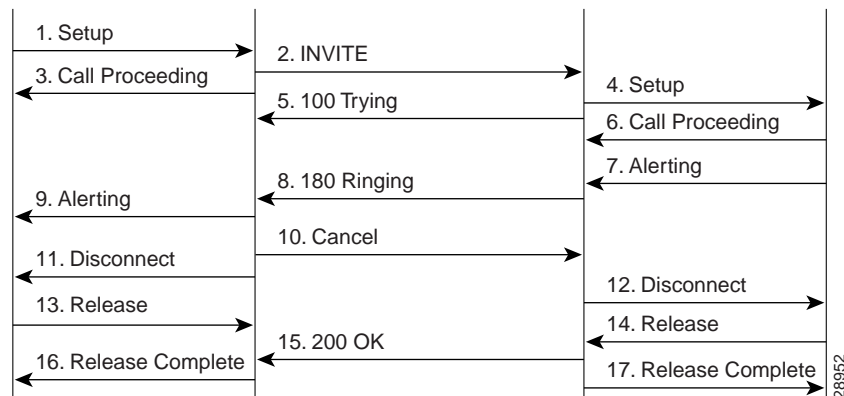 1. Setup
2. INVITE
3. Call Proceeding
4. Setup
5. 100 Trying
6. Call Proceeding
7. Alerting
8. 180 Ringing
9. Alerting
10. Cancel
11. Disconnect
12. Disconnect
13. Release
14. Release
15. 200 OK
16. Release Complete
17. Release Complete
28952